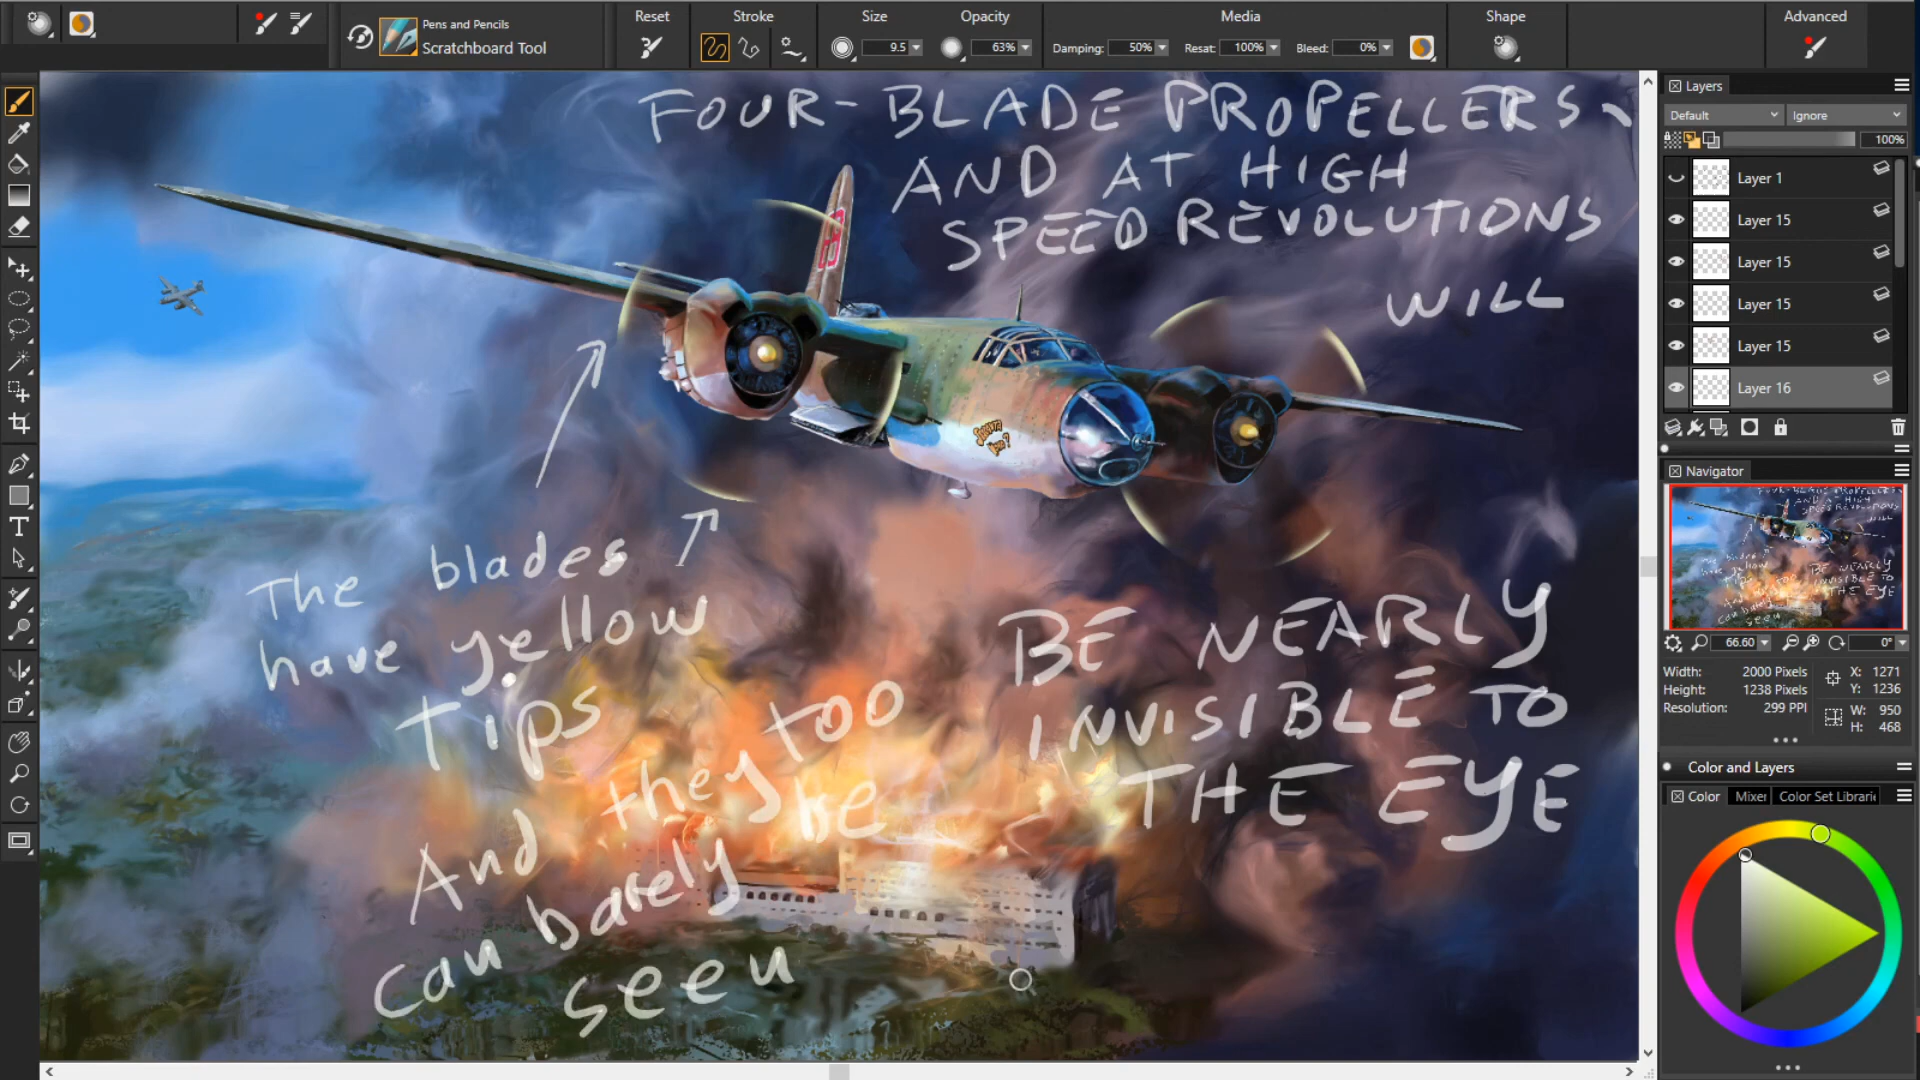 Pens and Pencils
Scratchboard Tool
Reset
Stroke
Size
9.5
Opacity
63%
Media
Damping: 50%
Resat: 100%
Bleed: 0%
Shape
Advanced
FOUR-BLADE PROPELLERS
AND AT HIGH
SPEED REVOLUTIONS
WILL
BE NEARLY
INVISIBLE TO
THE EYE
The blades
have yellow
tips
And they too
can barely be
seen
Layers
Default
Ignore
100%
Layer 1
Layer 15
Layer 15
Layer 15
Layer 15
Layer 16
Navigator
66.60
0°
Width: 2000 Pixels
Height: 1238 Pixels
Resolution: 299 PPI
X: 1271
Y: 1236
W: 950
H: 468
Color and Layers
Color
Mixer
Color Set Librarie